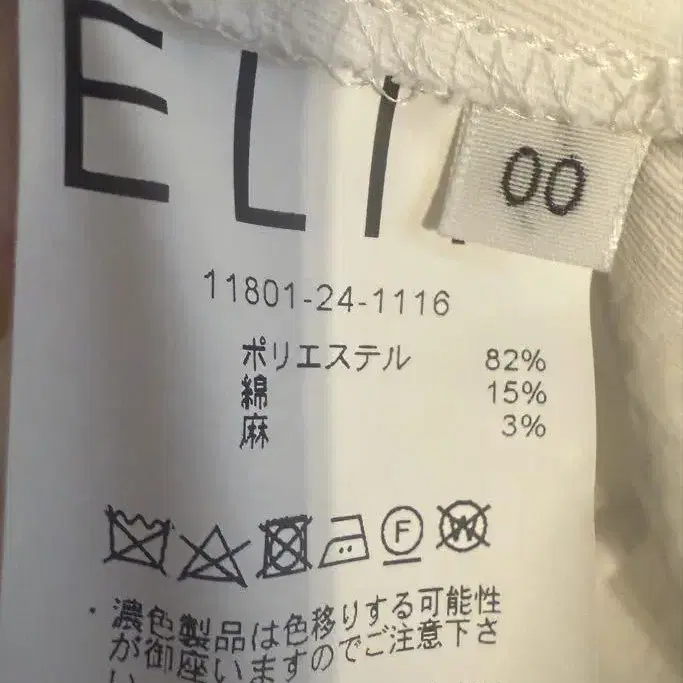 ELI
00
11801-24-1116
ポリエステル 82%
綿 15%
麻 3%
F
W
・濃色製品は色移りする可能性
が御座いますのでご注意下さ
い